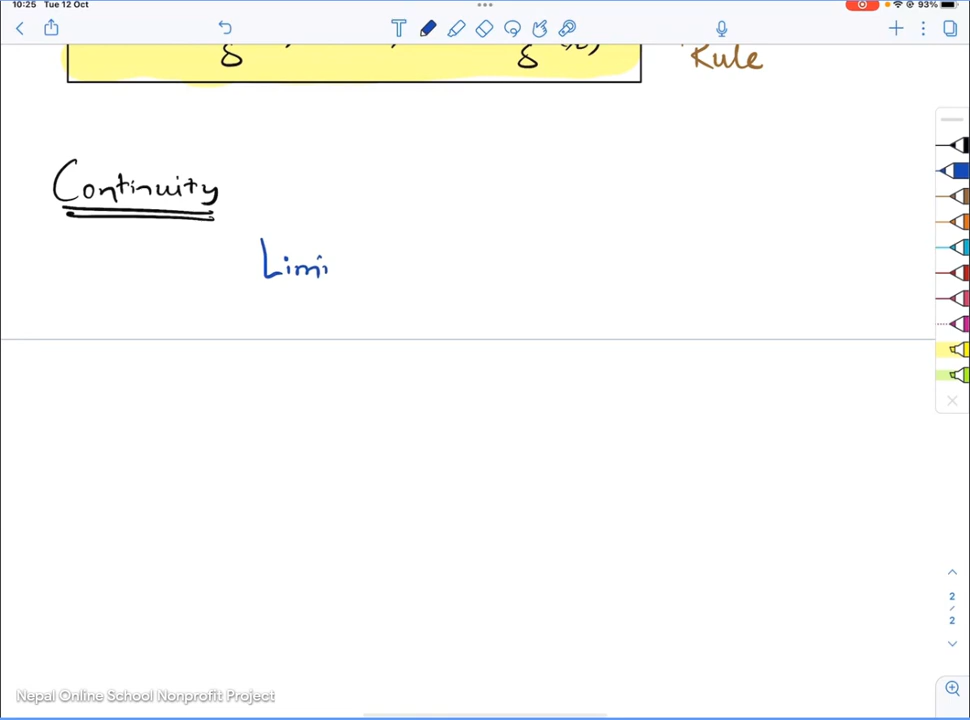 10:25 Tue 12 Oct
93%
Rule
Continuity
Limi
2
2
Nepal Online School Nonprofit Project